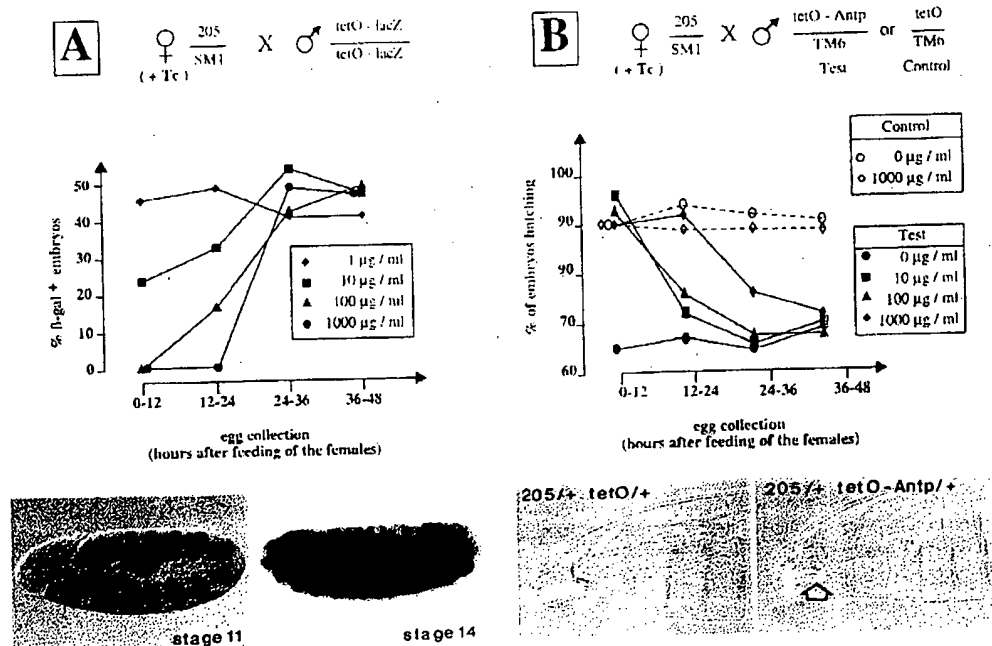 A
♀ 205/SM1 X ♂ tetO - lacZ/tetO - lacZ
(+ Tc)
% β-gal + embryos
50
40
30
20
10
0
1 µg / ml
10 µg / ml
100 µg / ml
1000 µg / ml
0-12 12-24 24-36 36-48
egg collection
(hours after feeding of the females)
stage 11
stage 14
B
♀ 205/SM1 X ♂ tetO - Antp/TM6 or tetO/TM6
(+ Tc) Test Control
% of embryos hatching
100
90
80
70
60
Control
0 µg / ml
1000 µg / ml
Test
0 µg / ml
10 µg / ml
100 µg / ml
1000 µg / ml
0-12 12-24 24-36 36-48
egg collection
(hours after feeding of the females)
205/+ tetO/+
205/+ tetO-Antp/+